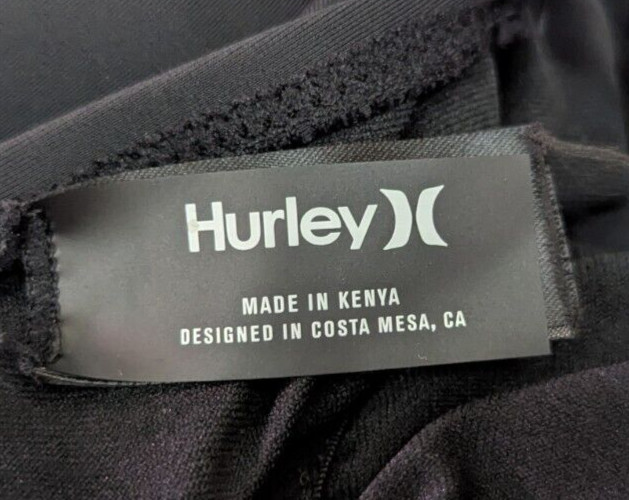 Hurley
MADE IN KENYA
DESIGNED IN COSTA MESA, CA